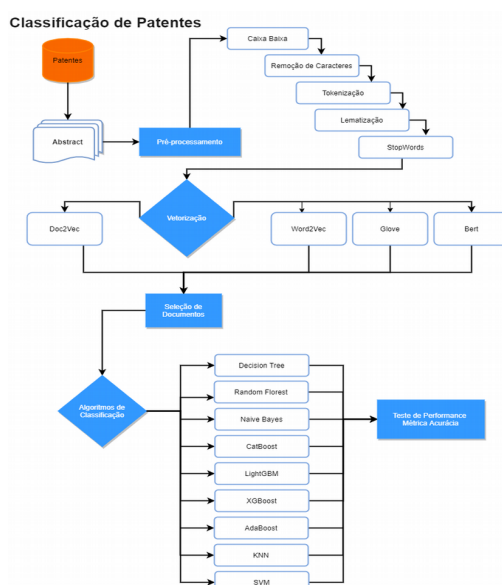 Classificação de Patentes
Patentes
Abstract
Pré-processamento
Caixa Baixa
Remoção de Caracteres
Tokenização
Lematização
StopWords
Vetorização
Doc2Vec
Word2Vec
Glove
Bert
Seleção de
Documentos
Algoritmos de
Classificação
Decision Tree
Random Florest
Naive Bayes
CatBoost
LightGBM
XGBoost
AdaBoost
KNN
SVM
Teste de Performance
Métrica Acurácia